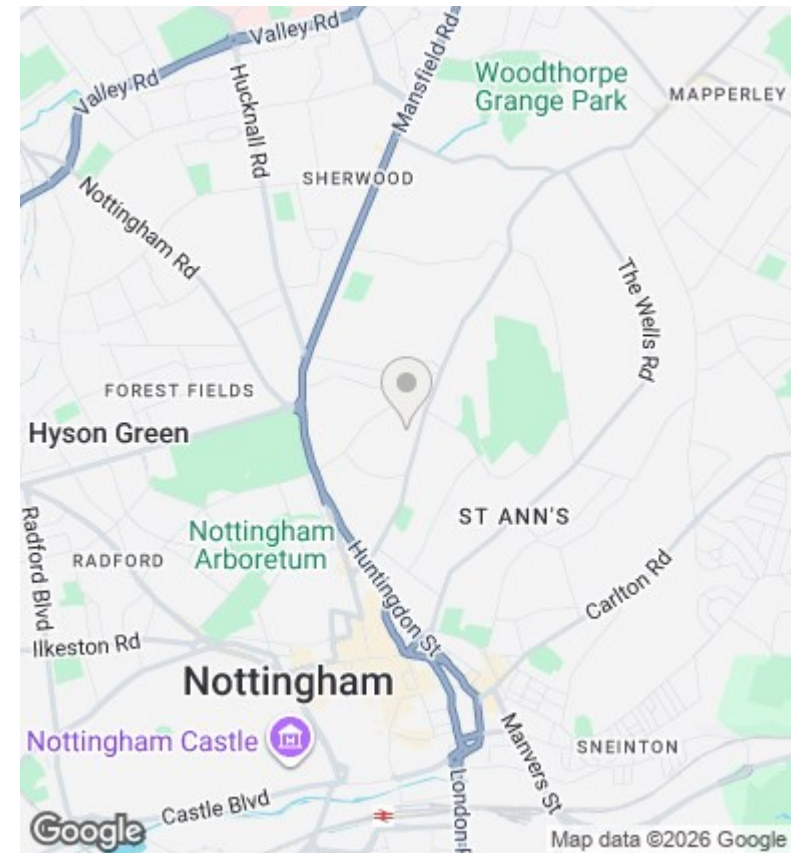 Valley Rd
Valley Rd
Hucknall Rd
Mansfield Rd
Woodthorpe
Grange Park
MAPPERLEY
SHERWOOD
Nottingham Rd
The Wells Rd
FOREST FIELDS
Hyson Green
ST ANN'S
Nottingham
Arboretum
Radford Blvd
RADFORD
Huntingdon St
Carlton Rd
Ilkeston Rd
Nottingham
Nottingham Castle
Manvers St
SNEINTON
Castle Blvd
London R
Google
Map data ©2026 Google